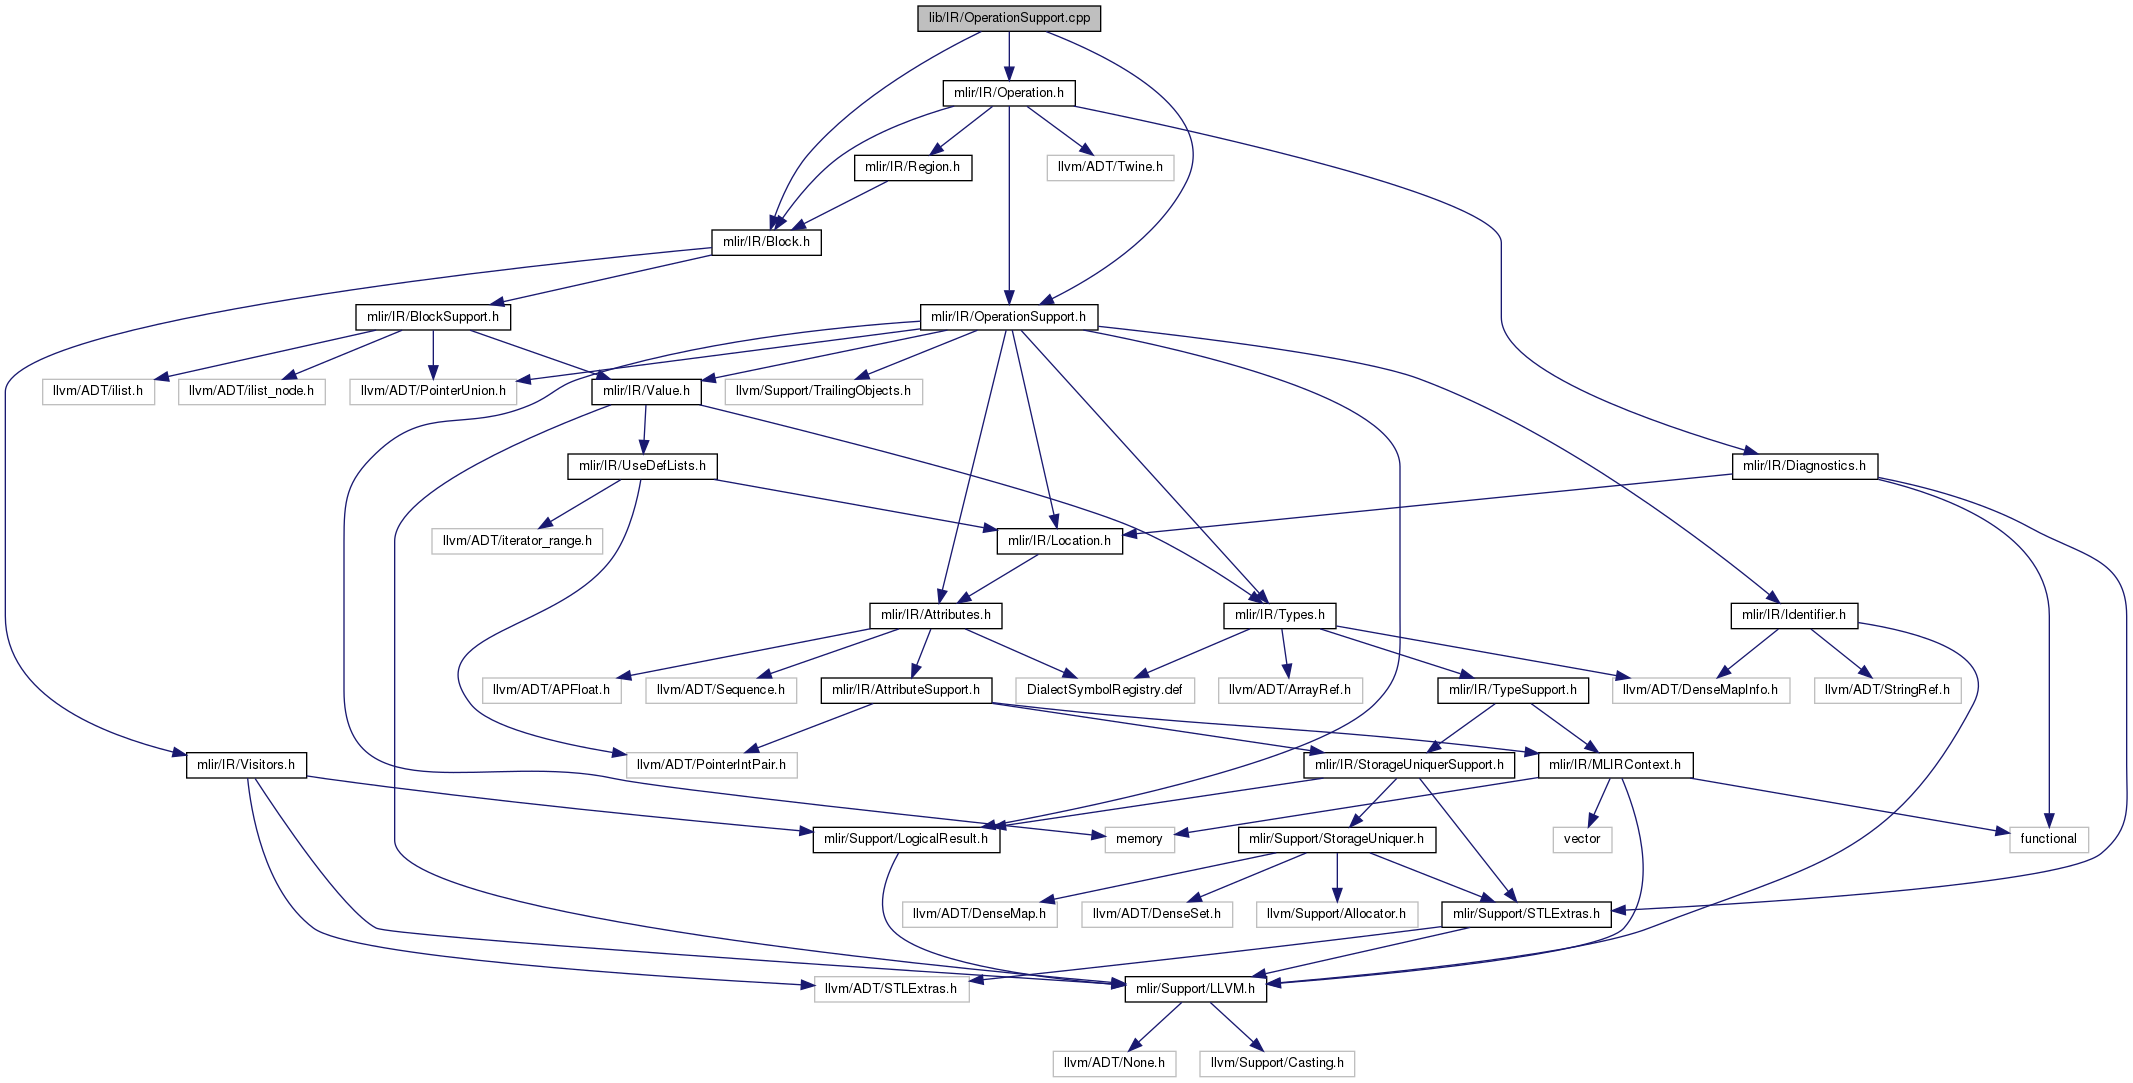 lib/IR/OperationSupport.cpp
mlir/IR/Operation.h
mlir/IR/Region.h
llvm/ADT/Twine.h
mlir/IR/Block.h
mlir/IR/BlockSupport.h
mlir/IR/OperationSupport.h
llvm/ADT/ilist.h
llvm/ADT/ilist_node.h
llvm/ADT/PointerUnion.h
mlir/IR/Value.h
llvm/Support/TrailingObjects.h
mlir/IR/UseDefLists.h
mlir/IR/Diagnostics.h
llvm/ADT/iterator_range.h
mlir/IR/Location.h
mlir/IR/Attributes.h
mlir/IR/Types.h
mlir/IR/Identifier.h
llvm/ADT/APFloat.h
llvm/ADT/Sequence.h
mlir/IR/AttributeSupport.h
DialectSymbolRegistry.def
llvm/ADT/ArrayRef.h
mlir/IR/TypeSupport.h
llvm/ADT/DenseMapInfo.h
llvm/ADT/StringRef.h
mlir/IR/Visitors.h
llvm/ADT/PointerIntPair.h
mlir/IR/StorageUniquerSupport.h
mlir/IR/MLIRContext.h
mlir/Support/LogicalResult.h
memory
mlir/Support/StorageUniquer.h
vector
functional
llvm/ADT/DenseMap.h
llvm/ADT/DenseSet.h
llvm/Support/Allocator.h
mlir/Support/STLExtras.h
llvm/ADT/STLExtras.h
mlir/Support/LLVM.h
llvm/ADT/None.h
llvm/Support/Casting.h